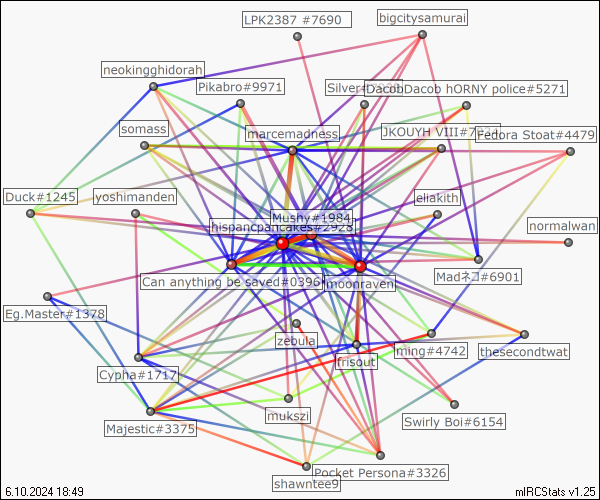 LPK2387 #7690
bigcitysamurai
neokingghidorah
Pikabro#9971
Silver
DacobDacob hORNY police#5271
marcemadness
JKOUYH VIII#7
Fedora Stoat#4479
somass
Duck#1245
yoshimanden
eliakith
Mushy#1984
hispancpancakes#2928
normalwan
Can anything be saved#0396
moonraven
Madネコ#6901
Eg.Master#1378
zebula
frisout
ming#4742
thesecondtwat
Cypha#1717
mukszi
Swirly Boi#6154
Majestic#3375
Pocket Persona#3326
shawntee9
6.10.2024 18:49
mIRCStats v1.25